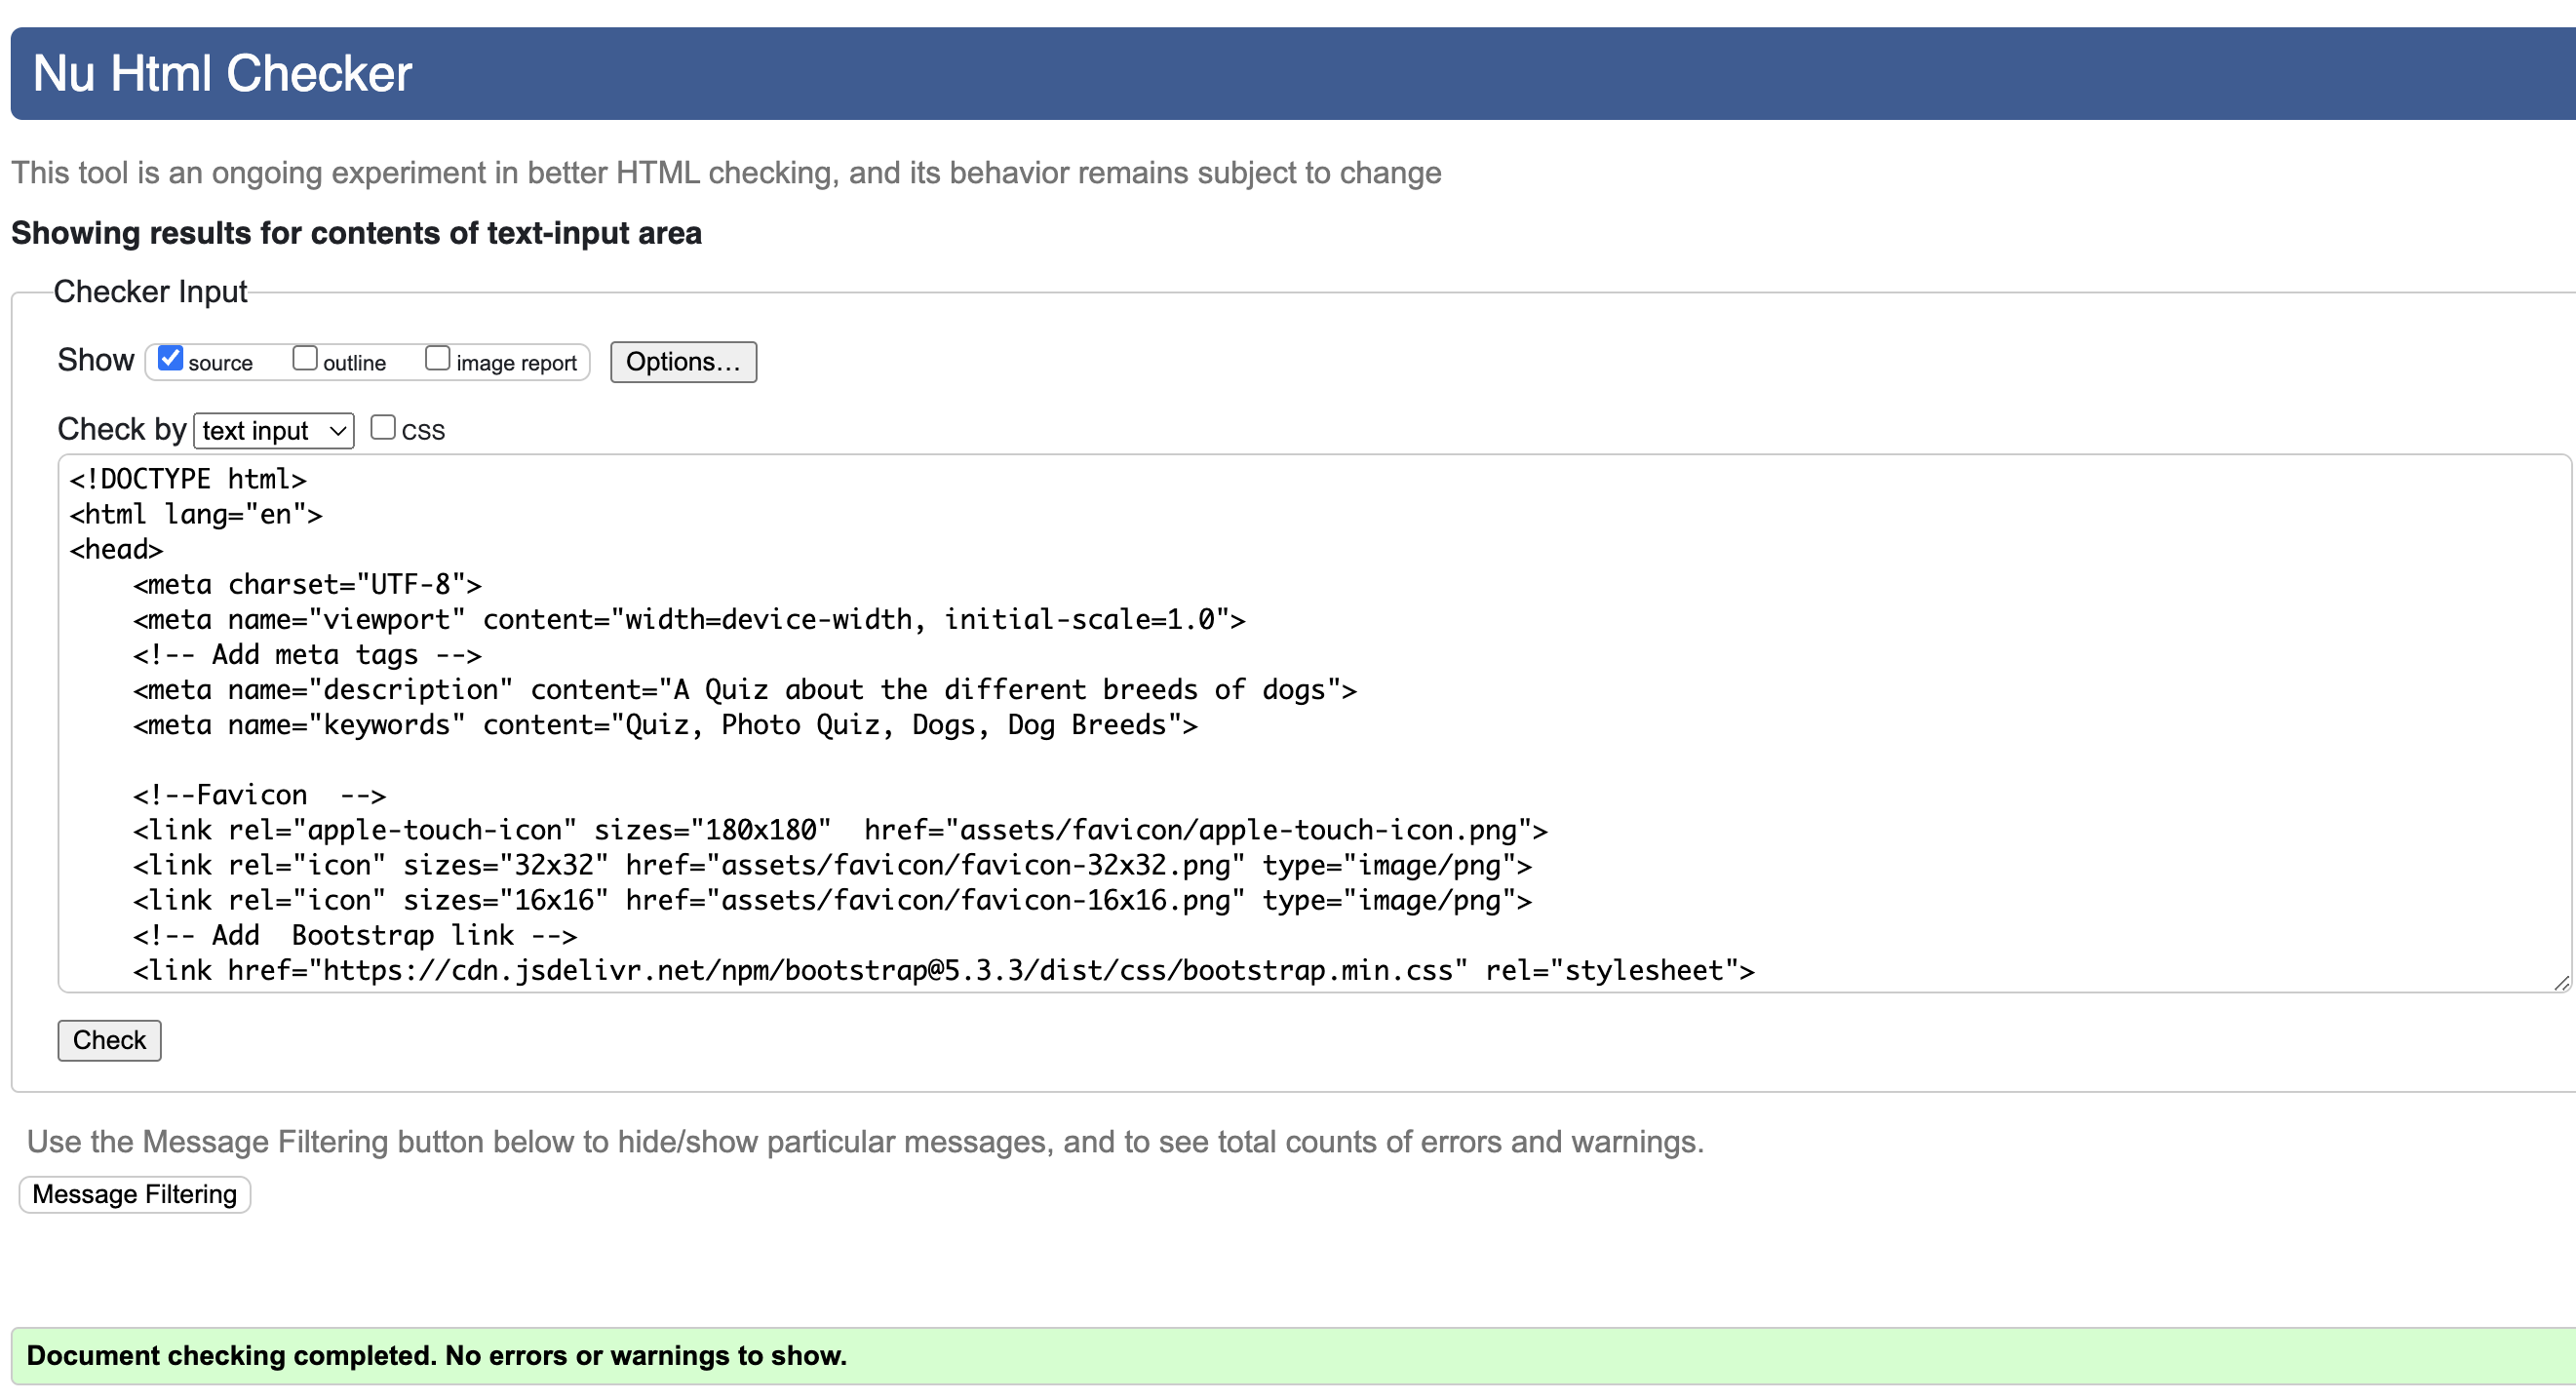 Nu Html Checker
This tool is an ongoing experiment in better HTML checking, and its behavior remains subject to change
Showing results for contents of text-input area
Checker Input
Show source outline image report Options...
Check by text input CSS
<!DOCTYPE html>
<html lang="en">
<head>
    <meta charset="UTF-8">
    <meta name="viewport" content="width=device-width, initial-scale=1.0">
    <!-- Add meta tags -->
    <meta name="description" content="A Quiz about the different breeds of dogs">
    <meta name="keywords" content="Quiz, Photo Quiz, Dogs, Dog Breeds">

    <!--Favicon  -->
    <link rel="apple-touch-icon" sizes="180x180"  href="assets/favicon/apple-touch-icon.png">
    <link rel="icon" sizes="32x32" href="assets/favicon/favicon-32x32.png" type="image/png">
    <link rel="icon" sizes="16x16" href="assets/favicon/favicon-16x16.png" type="image/png">
    <!-- Add  Bootstrap link -->
    <link href="https://cdn.jsdelivr.net/npm/bootstrap@5.3.3/dist/css/bootstrap.min.css" rel="stylesheet">
Check
Use the Message Filtering button below to hide/show particular messages, and to see total counts of errors and warnings.
Message Filtering
Document checking completed. No errors or warnings to show.